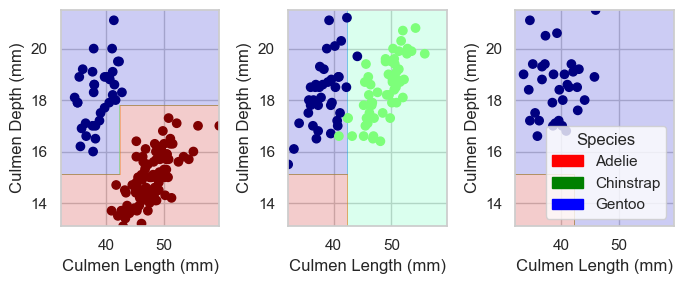 Culmen Depth (mm)
20
18
16
14
40
50
Culmen Length (mm)
Culmen Depth (mm)
20
18
16
14
40
50
Culmen Length (mm)
Culmen Depth (mm)
20
18
16
14
40
50
Culmen Length (mm)
Species
Adelie
Chinstrap
Gentoo